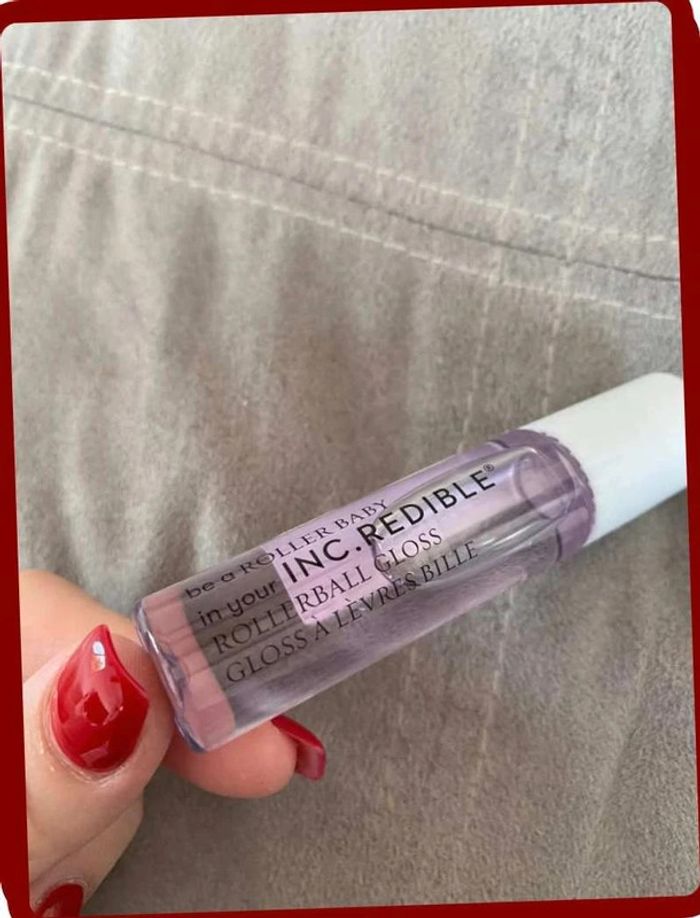 be a ROLLER BABY
in your INC.REDIBLE®
ROLLERBALL GLOSS
GLOSS À LÈVRES BILLE